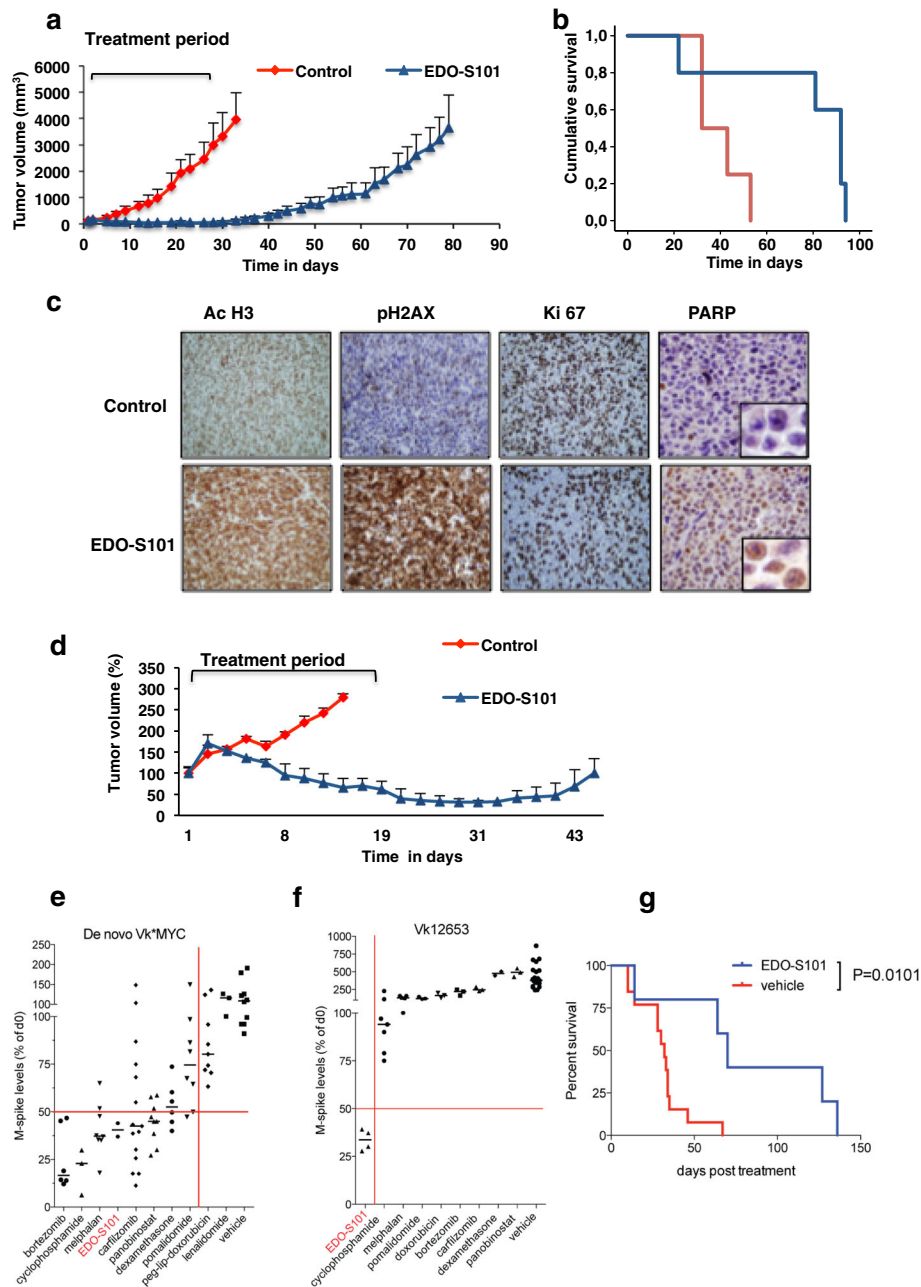 a
Treatment period
Control
EDO-S101
Tumor volume (mm³)
6000
5000
4000
3000
2000
1000
0
0 10 20 30 40 50 60 70 80 90
Time in days
b
Cumulative survival
1,0
0,8
0,6
0,4
0,2
0,0
0 20 40 60 80 100
Time in days
c
Ac H3 pH2AX Ki 67 PARP
Control
EDO-S101
d
Treatment period
Control
EDO-S101
Tumor volume (%)
350
300
250
200
150
100
50
0
1 8 19 31 43
Time in days
e
De novo Vk*MYC
M-spike levels (% of d0)
250
200
150
100
100
75
50
25
0
bortezomib
cyclophosphamide
melphalan
EDO-S101
carfilzomib
panobinostat
dexamethasone
pomalidomide
peg-lip-doxorubicin
lenalidomide
vehicle
f
Vk12653
M-spike levels (% of d0)
1000
500
100
100
75
50
25
0
EDO-S101
cyclophosphamide
melphalan
pomalidomide
doxorubicin
bortezomib
carfilzomib
dexamethasone
panobinostat
vehicle
g
EDO-S101
vehicle
P=0.0101
Percent survival
100
75
50
25
0
0 50 100 150
days post treatment